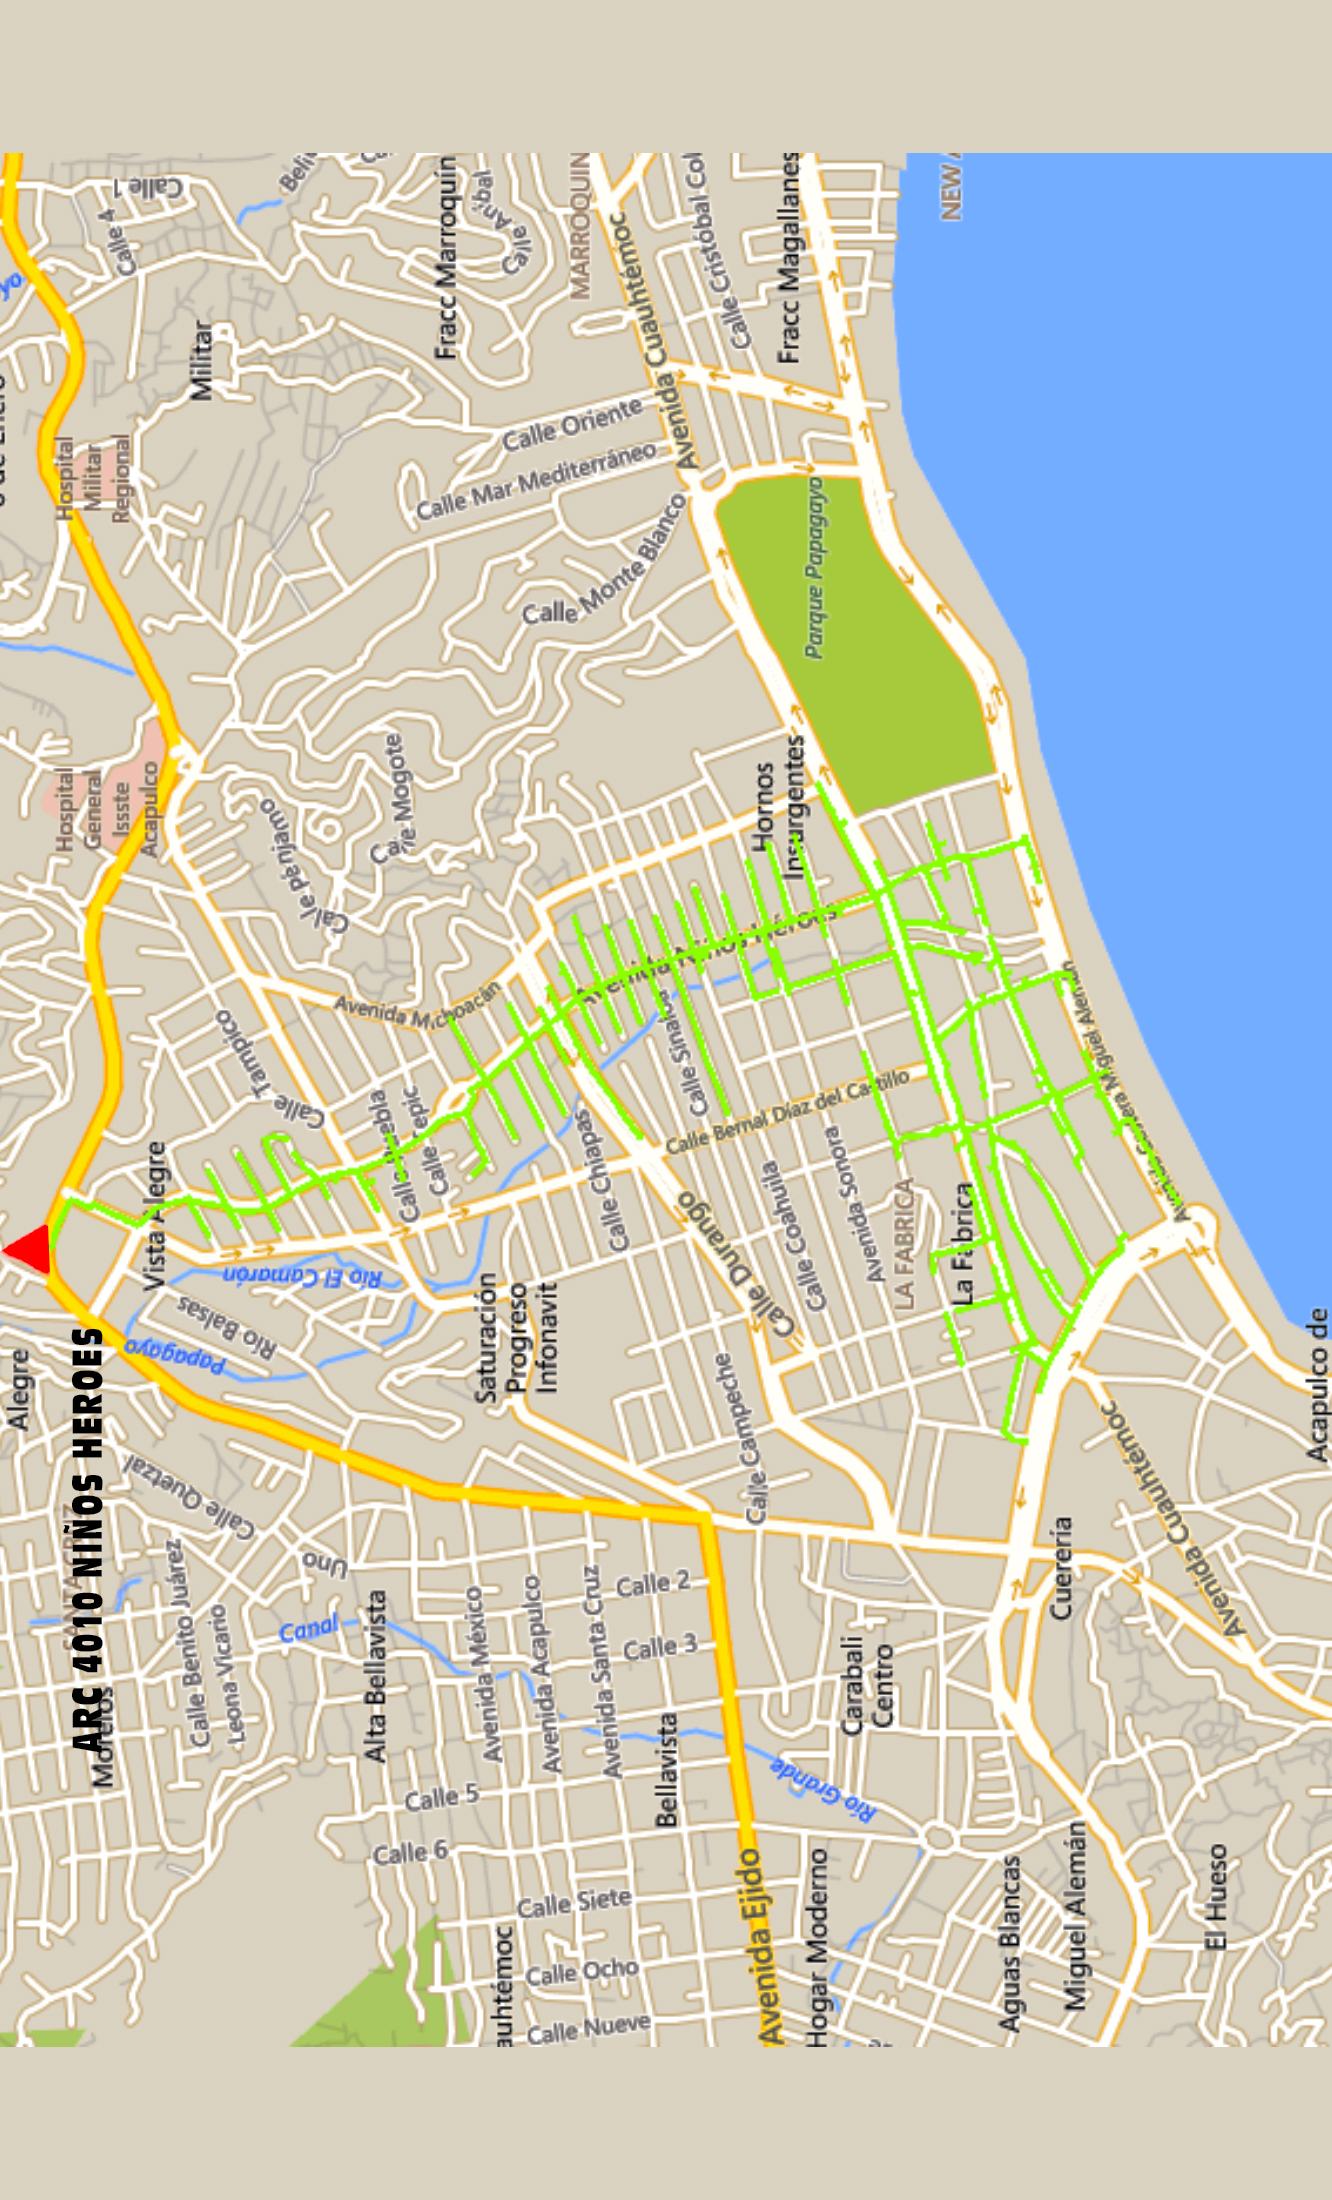 Calle 1
Calle 4
Militar
Fracc Marroquín
Calle Aníbal
MARROQUIN
Avenida Cuauhtémoc
Calle Cristóbal Col
Fracc Magallanes
Hospital
Militar
Regional
Calle Oriente
Calle Mar Mediterráneo
Calle Monte Blanco
Parque Papagayo
Hospital
General
Issste
Acapulco
Calle pénjamo
Calle Mogote
Hornos
Insurgentes
Avenida Niños Héroes
Avenida Michoacán
Calle Tampico
Calle Puebla
Calle Tepic
Calle Sinaloa
Calle Bernal Díaz del Castillo
Avenida Costera Miguel Alemán
Vista Alegre
Río El Camarón
Río Balsas
Papagayo
Calle Chiapas
Calle Durango
Calle Coahuila
Avenida Sonora
LA FABRICA
La Fabrica
Saturación
Progreso
Infonavit
Alegre
ARC 4010 NIÑOS HEROES
Calle Campeche
Acapulco de
Calle Quetzal
Uno
Calle Benito Juárez
Leona Vicario
Morelos
Canal
Alta Bellavista
Avenida México
Avenida Acapulco
Avenida Santa Cruz
Calle 2
Calle 3
Bellavista
Carabali
Centro
Cuerería
Avenida Cuauhtémoc
Calle 5
Calle 6
Río Grande
Calle Siete
Calle Ocho
Calle Nueve
Avenida Ejido
Hogar Moderno
Aguas Blancas
Miguel Alemán
El Hueso
auhtémoc